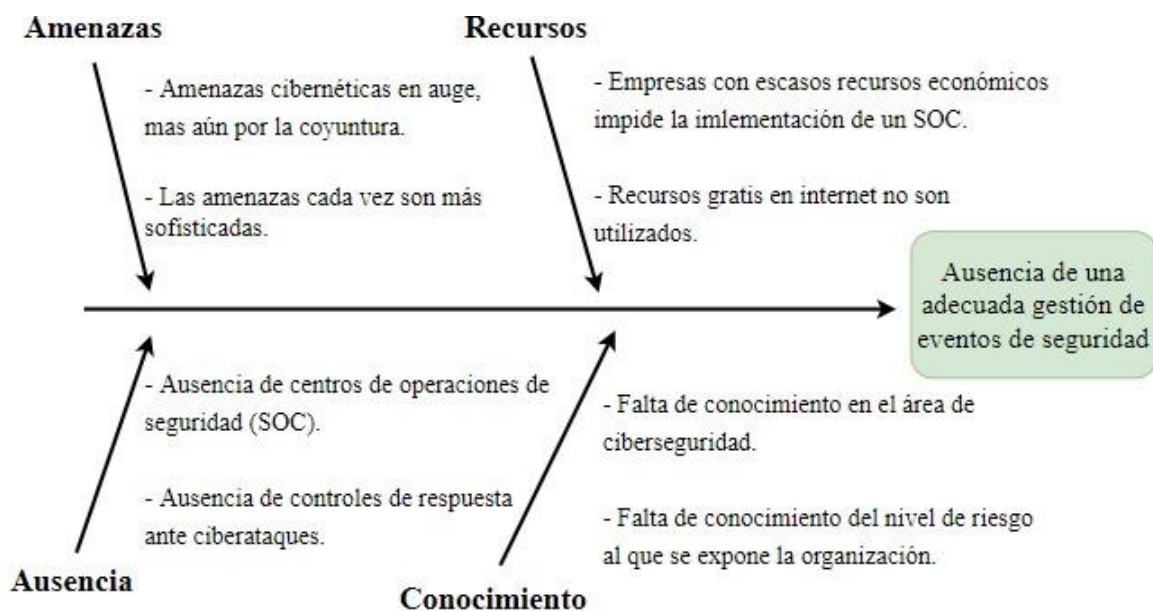 Amenazas
- Amenazas cibernéticas en auge,
mas aún por la coyuntura.
- Las amenazas cada vez son más
sofisticadas.
Recursos
- Empresas con escasos recursos económicos
impide la imlementación de un SOC.
- Recursos gratis en internet no son
utilizados.
Ausencia de una
adecuada gestión de
eventos de seguridad
- Ausencia de centros de operaciones de
seguridad (SOC).
- Ausencia de controles de respuesta
ante ciberataques.
Ausencia
- Falta de conocimiento en el área de
ciberseguridad.
- Falta de conocimiento del nivel de riesgo
al que se expone la organización.
Conocimiento